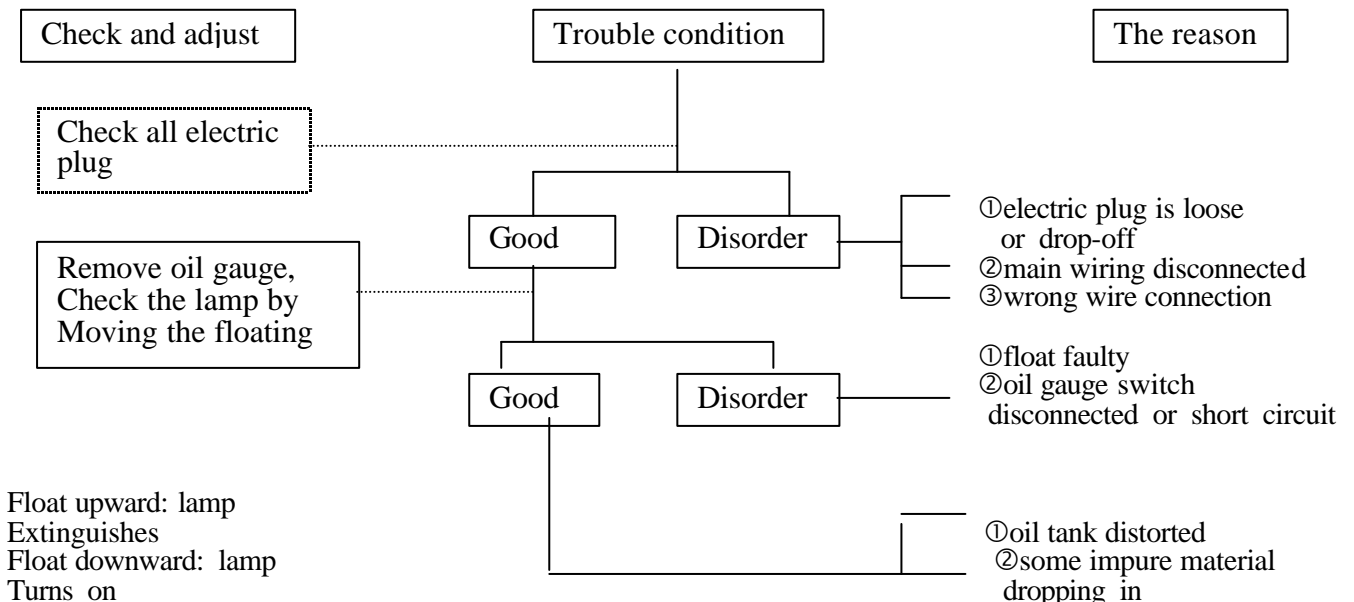 Check and adjust
Trouble condition
The reason
Check all electric
plug
Good
Disorder
①electric plug is loose
or drop-off
②main wiring disconnected
③wrong wire connection
Remove oil gauge,
Check the lamp by
Moving the floating
Good
Disorder
①float faulty
②oil gauge switch
disconnected or short circuit
Float upward: lamp
Extinguishes
Float downward: lamp
Turns on
①oil tank distorted
②some impure material
dropping in